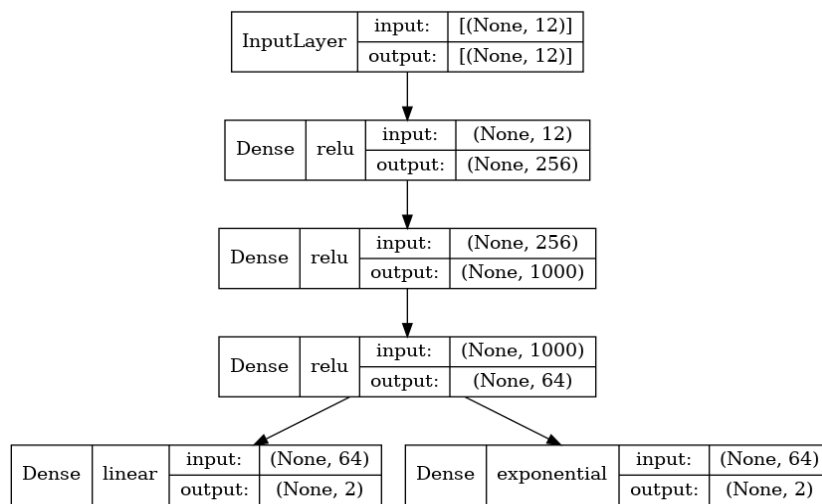 InputLayer input: [(None, 12)]
output: [(None, 12)]
Dense relu input: (None, 12)
output: (None, 256)
Dense relu input: (None, 256)
output: (None, 1000)
Dense relu input: (None, 1000)
output: (None, 64)
Dense linear input: (None, 64)
output: (None, 2)
Dense exponential input: (None, 64)
output: (None, 2)